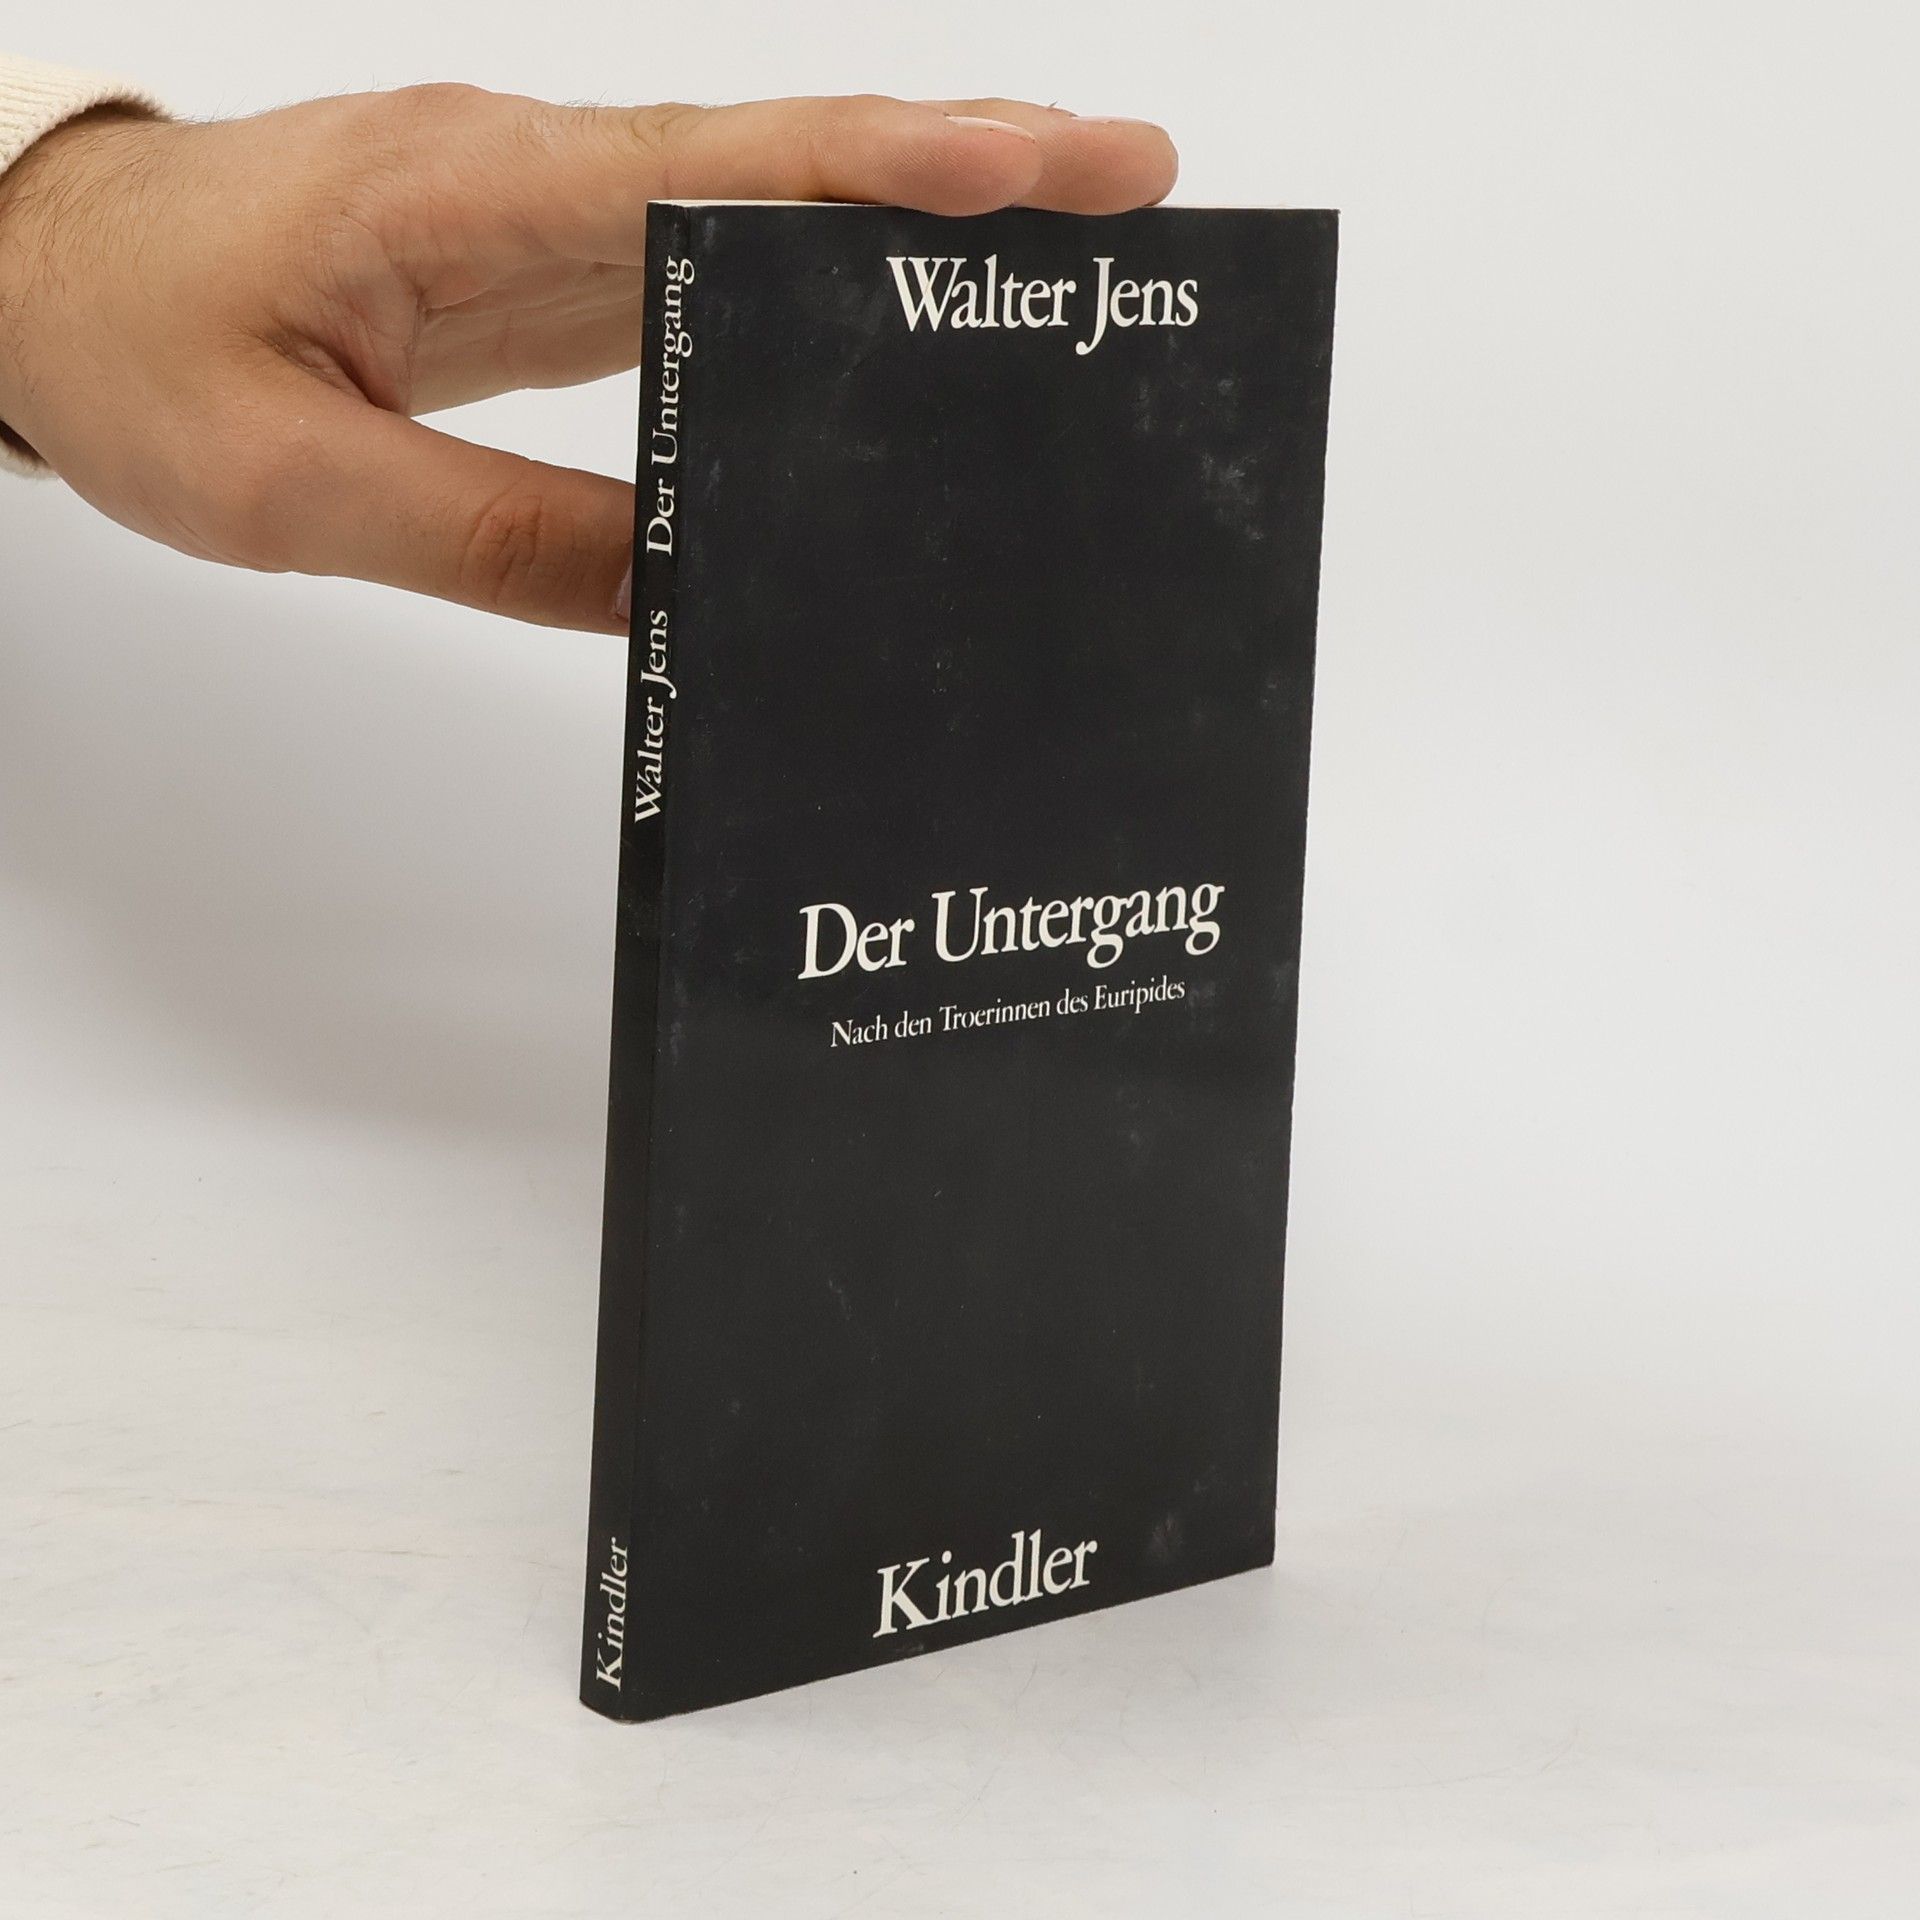 Walter Jens
Der Untergang
Nach den Troerinnen des Euripides
Kindler
Walter Jens Der Untergang
Kindler